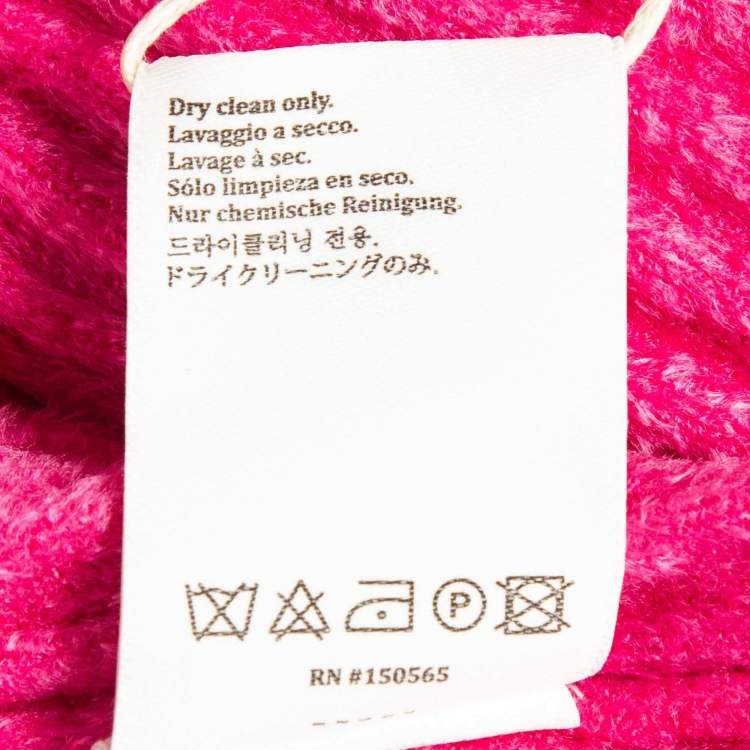 Dry clean only.
Lavaggio a secco.
Lavage à sec.
Sólo limpieza en seco.
Nur chemische Reinigung.
드라이클리닝 전용.
ドライクリーニングのみ.
P
RN #150565